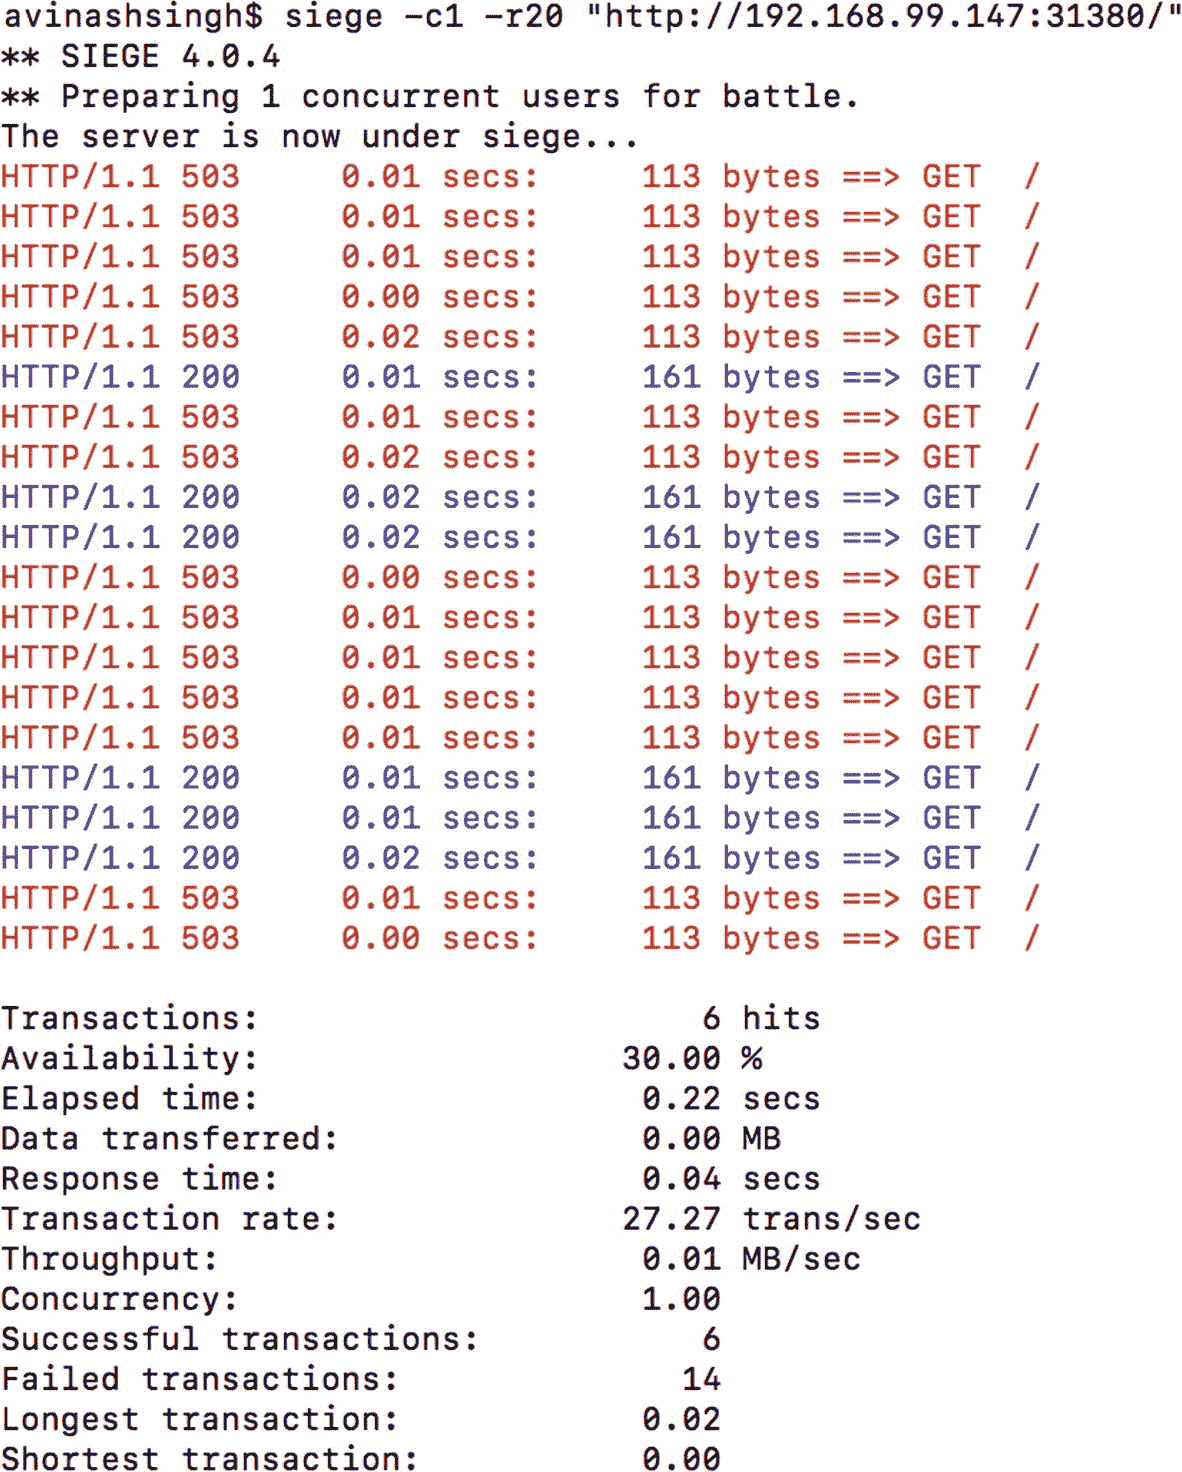 avinashsingh$ siege -c1 -r20 "http://192.168.99.147:31380/"
** SIEGE 4.0.4
** Preparing 1 concurrent users for battle.
The server is now under siege...
HTTP/1.1 503     0.01 secs:     113 bytes ==> GET  /
HTTP/1.1 503     0.01 secs:     113 bytes ==> GET  /
HTTP/1.1 503     0.01 secs:     113 bytes ==> GET  /
HTTP/1.1 503     0.00 secs:     113 bytes ==> GET  /
HTTP/1.1 503     0.02 secs:     113 bytes ==> GET  /
HTTP/1.1 200     0.01 secs:     161 bytes ==> GET  /
HTTP/1.1 503     0.01 secs:     113 bytes ==> GET  /
HTTP/1.1 503     0.02 secs:     113 bytes ==> GET  /
HTTP/1.1 200     0.02 secs:     161 bytes ==> GET  /
HTTP/1.1 200     0.02 secs:     161 bytes ==> GET  /
HTTP/1.1 503     0.00 secs:     113 bytes ==> GET  /
HTTP/1.1 503     0.01 secs:     113 bytes ==> GET  /
HTTP/1.1 503     0.01 secs:     113 bytes ==> GET  /
HTTP/1.1 503     0.01 secs:     113 bytes ==> GET  /
HTTP/1.1 503     0.01 secs:     113 bytes ==> GET  /
HTTP/1.1 200     0.01 secs:     161 bytes ==> GET  /
HTTP/1.1 200     0.01 secs:     161 bytes ==> GET  /
HTTP/1.1 200     0.02 secs:     161 bytes ==> GET  /
HTTP/1.1 503     0.01 secs:     113 bytes ==> GET  /
HTTP/1.1 503     0.00 secs:     113 bytes ==> GET  /
Transactions:                      6 hits
Availability:                  30.00 %
Elapsed time:                   0.22 secs
Data transferred:               0.00 MB
Response time:                  0.04 secs
Transaction rate:              27.27 trans/sec
Throughput:                     0.01 MB/sec
Concurrency:                    1.00
Successful transactions:           6
Failed transactions:              14
Longest transaction:            0.02
Shortest transaction:           0.00